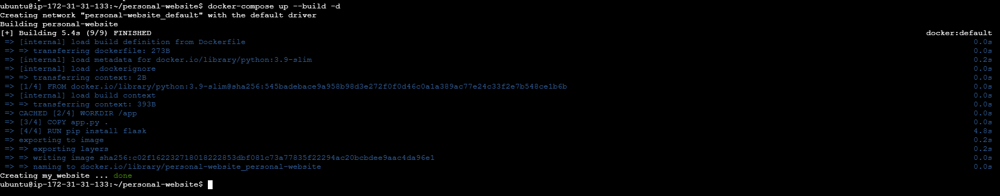 ubuntu@ip-172-31-31-133:~/personal-website$ docker-compose up --build -d
Creating network "personal-website_default" with the default driver
Building personal-website
[+] Building 5.4s (9/9) FINISHED docker:default
=> [internal] load build definition from Dockerfile 0.0s
=> => transferring dockerfile: 273B 0.0s
=> [internal] load metadata for docker.io/library/python:3.9-slim 0.2s
=> [internal] load .dockerignore 0.0s
=> => transferring context: 2B 0.0s
=> [1/4] FROM docker.io/library/python:3.9-slim@sha256:545badebace9a958b98d3e272f0f0d46c0a1a389ac77e24c33f2e7b548ce1b6b 0.0s
=> [internal] load build context 0.0s
=> => transferring context: 393B 0.0s
=> CACHED [2/4] WORKDIR /app 0.0s
=> [3/4] COPY app.py . 0.0s
=> [4/4] RUN pip install flask 4.8s
=> exporting to image 0.2s
=> => exporting layers 0.2s
=> => writing image sha256:c02f162232718018222853dbf081c73a77835f22294ac20bcbdee9aac4da96e1 0.0s
=> => naming to docker.io/library/personal-website_personal-website 0.0s
Creating my_website ... done
ubuntu@ip-172-31-31-133:~/personal-website$